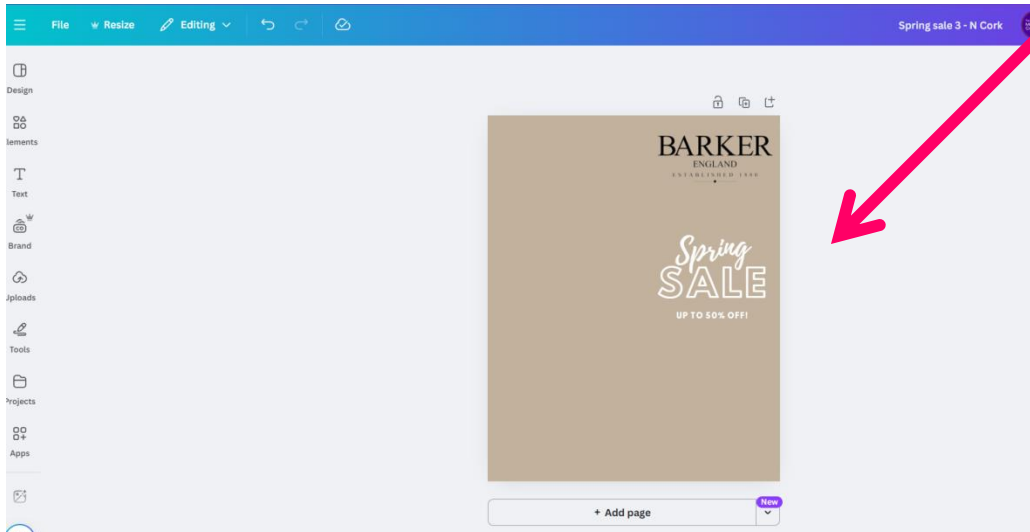 File Resize Editing Spring sale 3 - N Cork
Design
BARKER
ENGLAND
ESTABLISHED 1880
lements
Text
Brand
Uploads
Tools
Projects
Apps
Spring
SALE
UP TO 50% OFF!
+ Add page
New